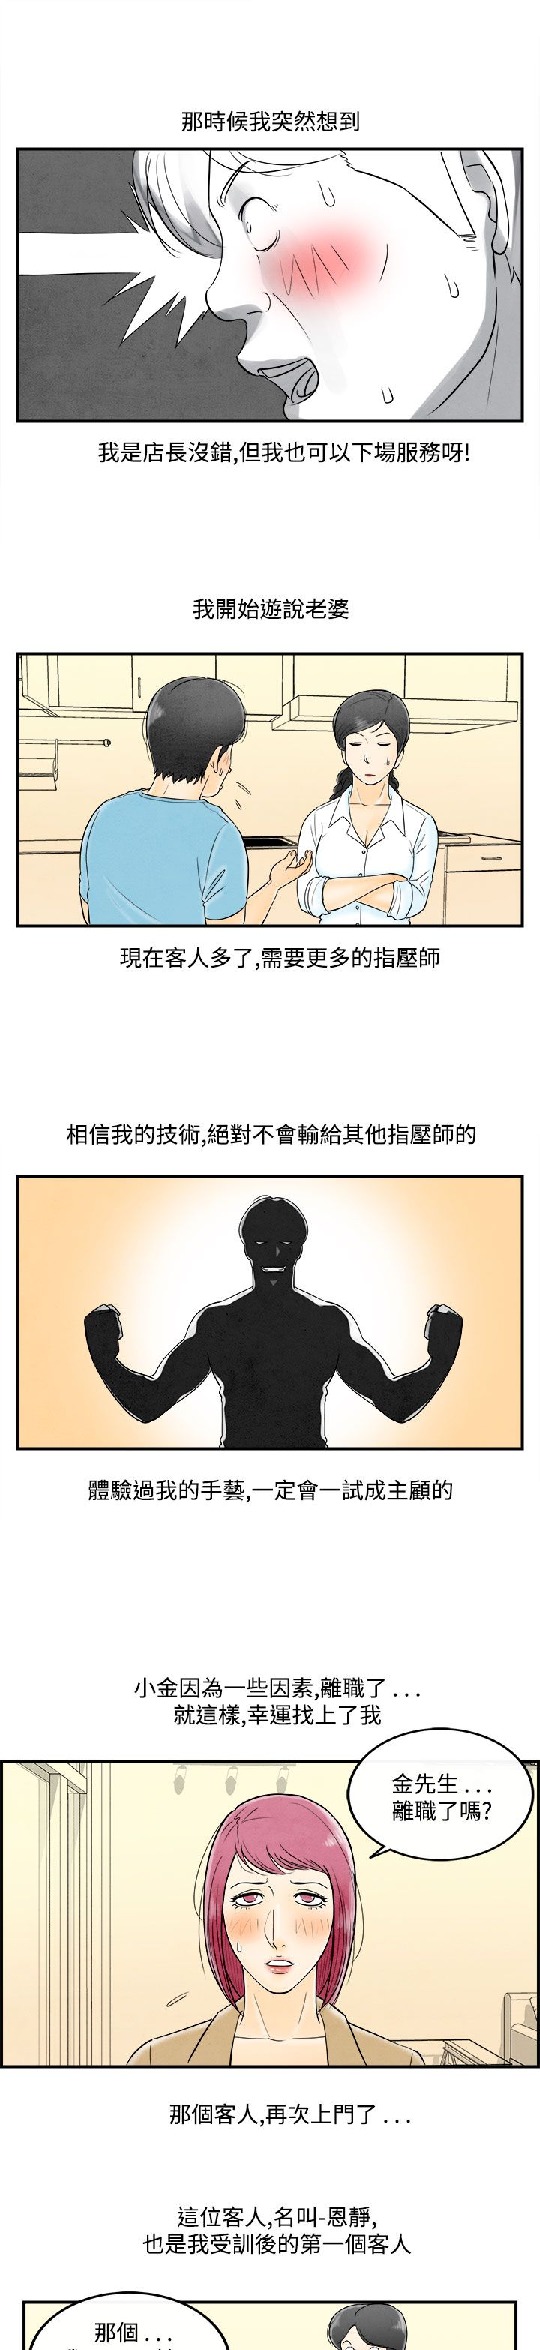 那時候我突然想到
我是店長沒錯,但我也可以下場服務呀!
我開始遊說老婆
現在客人多了,需要更多的指壓師
相信我的技術,絕對不會輸給其他指壓師的
體驗過我的手藝,一定會一試成主顧的
小金因為一些因素,離職了...
就這樣,幸運找上了我
金先生...
離職了嗎?
那個客人,再次上門了...
這位客人,名叫-恩靜,
也是我受訓後的第一個客人
那個...